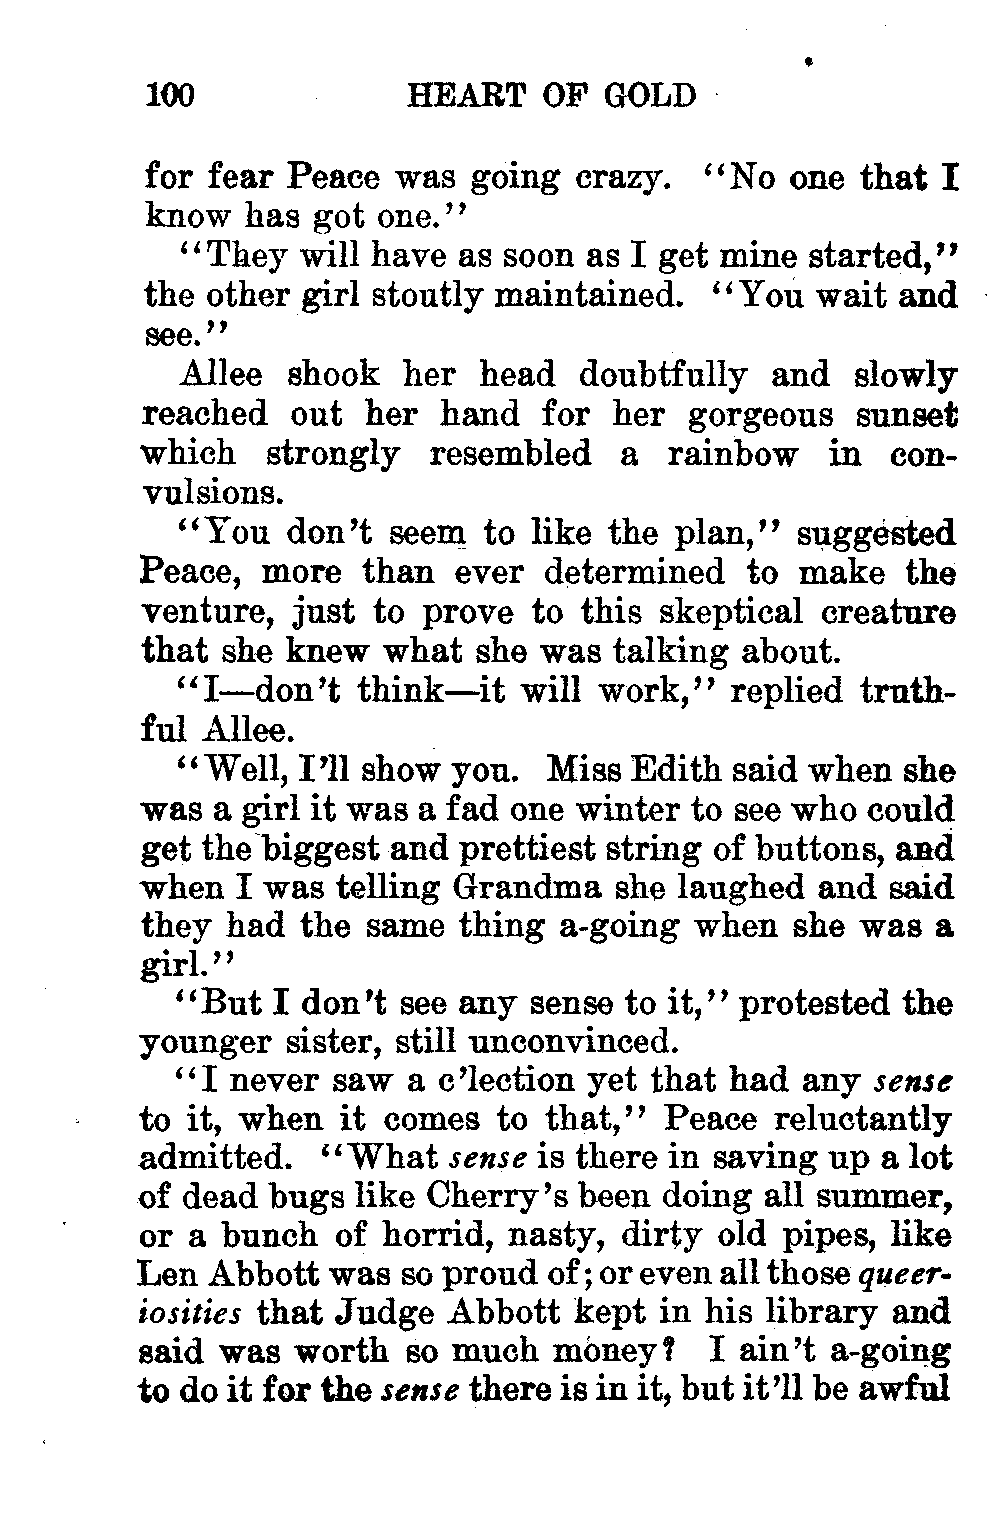 100 HEART OF GOLD
for fear Peace was going crazy. "No one that I
know has got one."
"They will have as soon as I get mine started,"
the other girl stoutly maintained. "You wait and
see."
Allee shook her head doubtfully and slowly
reached out her hand for her gorgeous sunset
which strongly resembled a rainbow in con-
vulsions.
"You don't seem to like the plan," suggested
Peace, more than ever determined to make the
venture, just to prove to this skeptical creature
that she knew what she was talking about.
"I—don't think—it will work," replied truth-
ful Allee.
"Well, I'll show you. Miss Edith said when she
was a girl it was a fad one winter to see who could
get the biggest and prettiest string of buttons, and
when I was telling Grandma she laughed and said
they had the same thing a-going when she was a
girl."
"But I don't see any sense to it," protested the
younger sister, still unconvinced.
"I never saw a c'lection yet that had any sense
to it, when it comes to that," Peace reluctantly
admitted. "What sense is there in saving up a lot
of dead bugs like Cherry's been doing all summer,
or a bunch of horrid, nasty, dirty old pipes, like
Len Abbott was so proud of; or even all those queer-
iosities that Judge Abbott kept in his library and
said was worth so much money? I ain't a-going
to do it for the sense there is in it, but it'll be awful